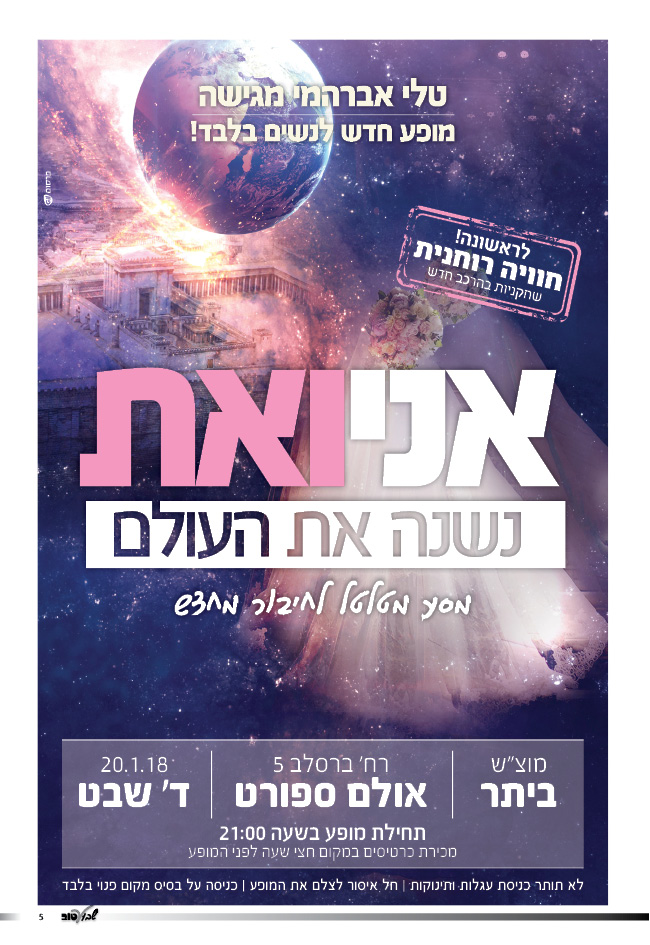 טלי אברהמי מגישה
מופע חדש לנשים בלבד!
פרסום
לראשונה!
חוויה רוחנית
שחקניות בהרכב חדש
אני ואת
נשנה את העולם
מסע מטלטל לחיבור מחדש
מוצ"ש
ביתר
רח' ברסלב 5
אולם ספורט
20.1.18
ד' שבט
תחילת מופע בשעה 21:00
מכירת כרטיסים במקום חצי שעה לפני המופע
לא תותר כניסת עגלות ותינוקות | חל איסור לצלם את המופע | כניסה על בסיס מקום פנוי בלבד
5